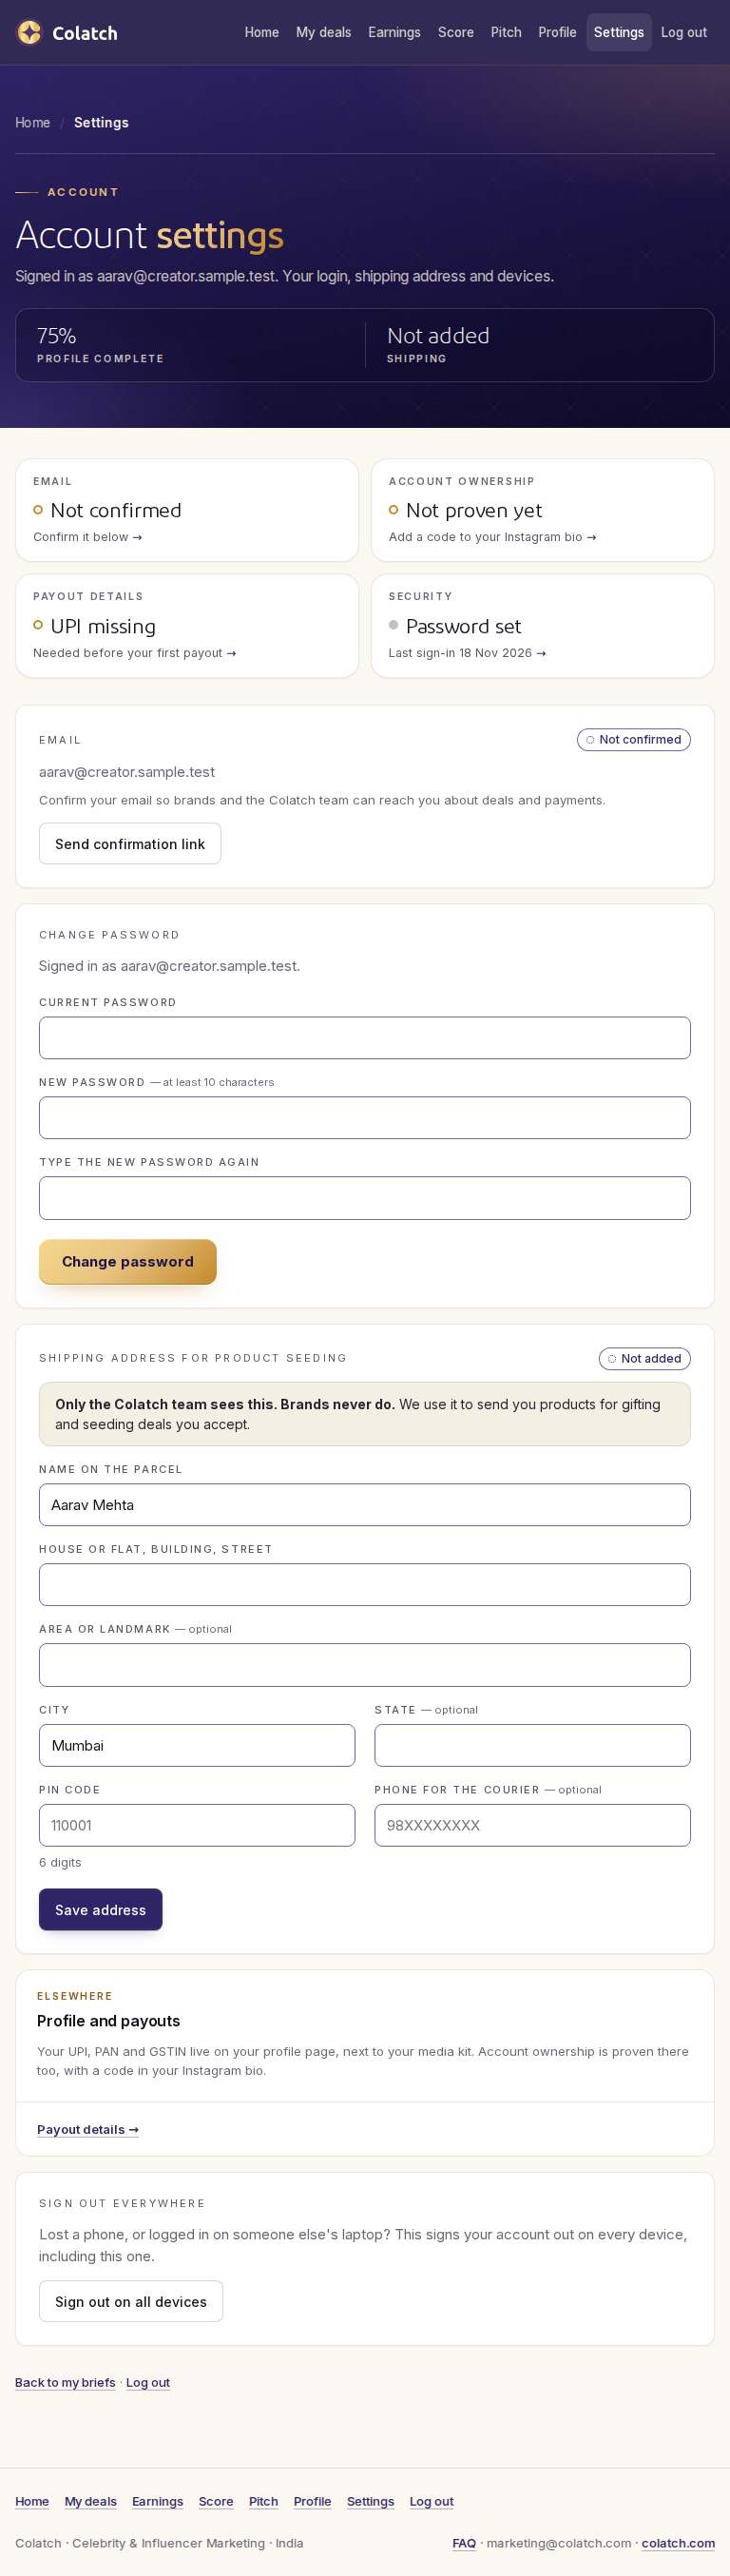 Colatch
Home My deals Earnings Score Pitch Profile Settings Log out
Home / Settings
ACCOUNT
Account settings
Signed in as aarav@creator.sample.test. Your login, shipping address and devices.
75%
PROFILE COMPLETE
Not added
SHIPPING
EMAIL
Not confirmed
Confirm it below →
ACCOUNT OWNERSHIP
Not proven yet
Add a code to your Instagram bio →
PAYOUT DETAILS
UPI missing
Needed before your first payout →
SECURITY
Password set
Last sign-in 18 Nov 2026 →
EMAIL
Not confirmed
aarav@creator.sample.test
Confirm your email so brands and the Colatch team can reach you about deals and payments.
Send confirmation link
CHANGE PASSWORD
Signed in as aarav@creator.sample.test.
CURRENT PASSWORD
NEW PASSWORD — at least 10 characters
TYPE THE NEW PASSWORD AGAIN
Change password
SHIPPING ADDRESS FOR PRODUCT SEEDING
Not added
Only the Colatch team sees this. Brands never do. We use it to send you products for gifting
and seeding deals you accept.
NAME ON THE PARCEL
Aarav Mehta
HOUSE OR FLAT, BUILDING, STREET
AREA OR LANDMARK — optional
CITY
Mumbai
STATE — optional
PIN CODE
110001
6 digits
PHONE FOR THE COURIER — optional
98XXXXXXXX
Save address
ELSEWHERE
Profile and payouts
Your UPI, PAN and GSTIN live on your profile page, next to your media kit. Account ownership is proven there
too, with a code in your Instagram bio.
Payout details →
SIGN OUT EVERYWHERE
Lost a phone, or logged in on someone else's laptop? This signs your account out on every device,
including this one.
Sign out on all devices
Back to my briefs · Log out
Home My deals Earnings Score Pitch Profile Settings Log out
Colatch · Celebrity & Influencer Marketing · India
FAQ · marketing@colatch.com · colatch.com